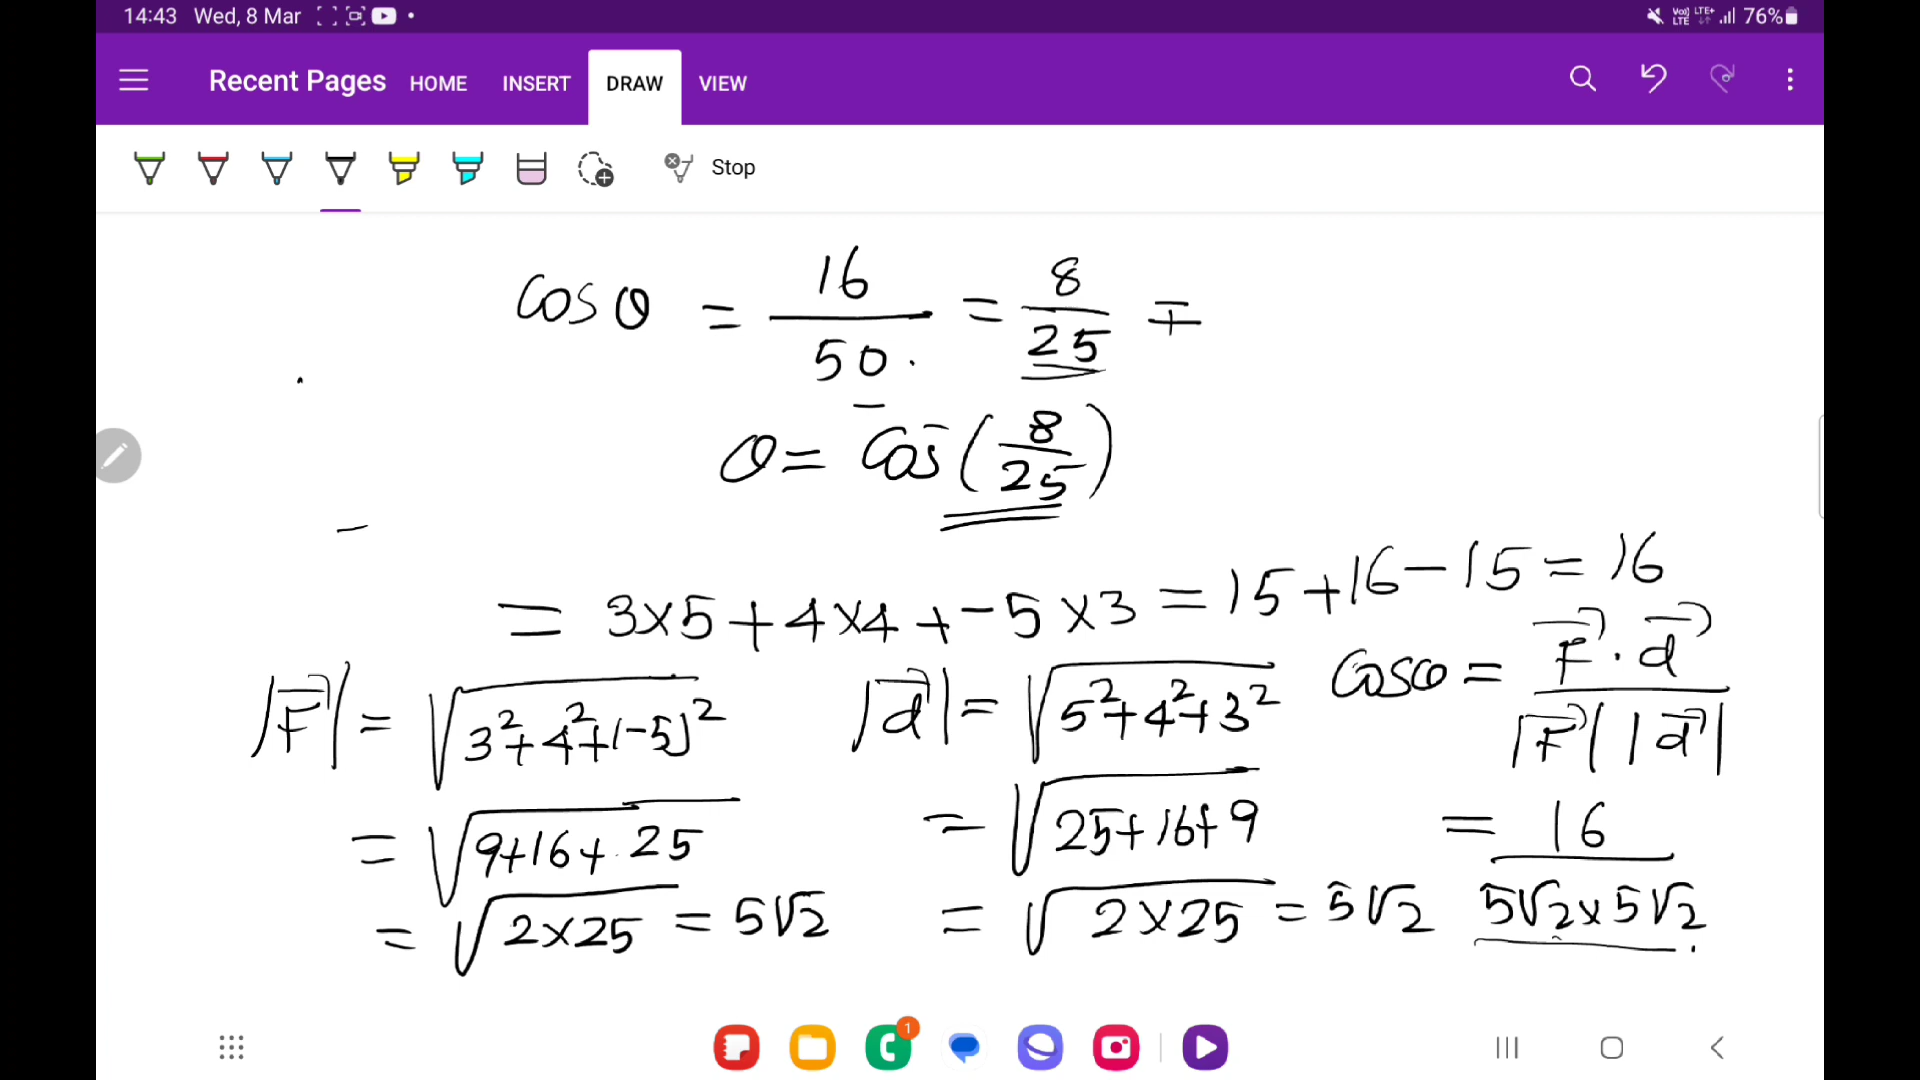 14:43 Wed, 8 Mar 76%
Recent Pages HOME INSERT DRAW VIEW
Stop
cos θ = 16/50 = 8/25 =
θ = cos⁻(8/25)
= 3×5+4×4+-5×3 = 15+16-15 = 16
|F⃗| = √(3²+4²+(-5)²) |d⃗| = √(5²+4²+3²) cosθ = F⃗·d⃗/|F⃗||d⃗|
= √(9+16+25) = √(25+16+9) = 16/(5√2×5√2)
= √(2×25) = 5√2 = √(2×25) = 5√2
1